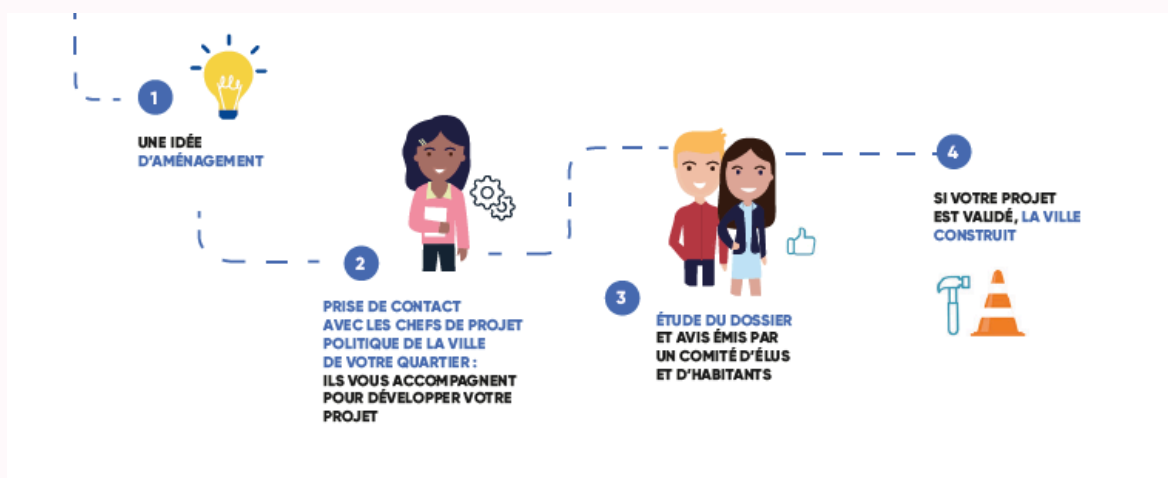 1
UNE IDÉE
D'AMÉNAGEMENT
2
PRISE DE CONTACT
AVEC LES CHEFS DE PROJET
POLITIQUE DE LA VILLE
DE VOTRE QUARTIER :
ILS VOUS ACCOMPAGNENT
POUR DÉVELOPPER VOTRE
PROJET
3
ÉTUDE DU DOSSIER
ET AVIS ÉMIS PAR
UN COMITÉ D'ÉLUS
ET D'HABITANTS
4
SI VOTRE PROJET
EST VALIDÉ, LA VILLE
CONSTRUIT